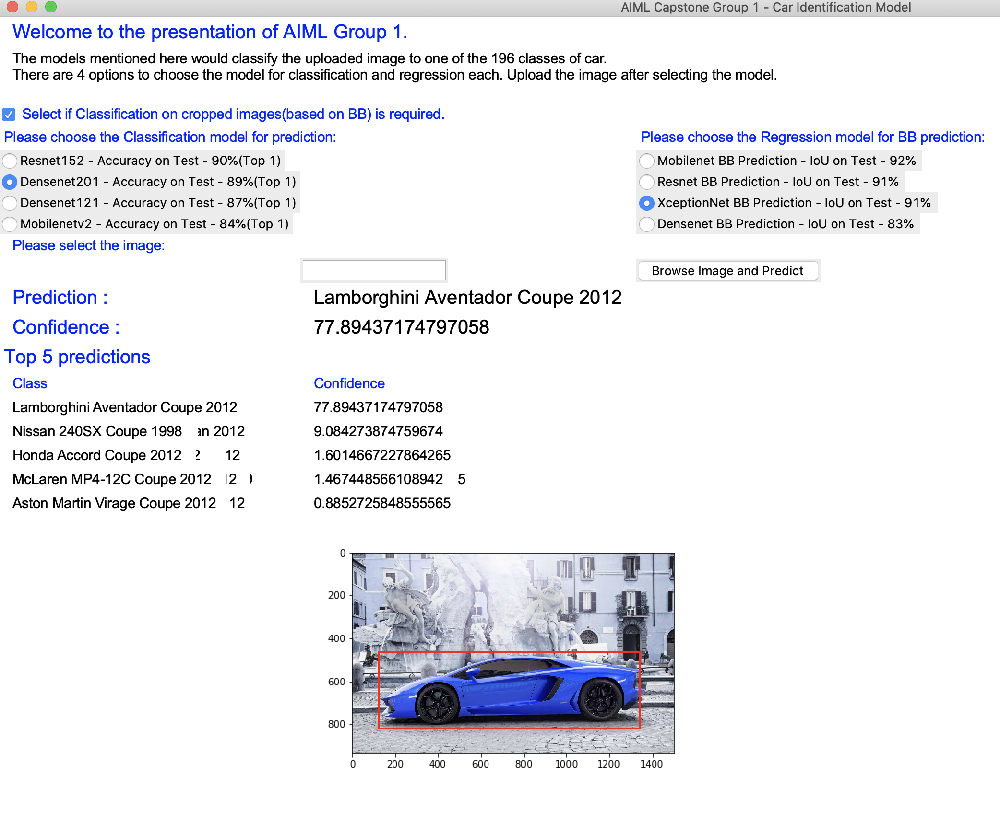 AIML Capstone Group 1 - Car Identification Model
Welcome to the presentation of AIML Group 1.
The models mentioned here would classify the uploaded image to one of the 196 classes of car.
There are 4 options to choose the model for classification and regression each. Upload the image after selecting the model.
Select if Classification on cropped images(based on BB) is required.
Please choose the Classification model for prediction: Please choose the Regression model for BB prediction:
Resnet152 - Accuracy on Test - 90%(Top 1) Mobilenet BB Prediction - IoU on Test - 92%
Densenet201 - Accuracy on Test - 89%(Top 1) Resnet BB Prediction - IoU on Test - 91%
Densenet121 - Accuracy on Test - 87%(Top 1) XceptionNet BB Prediction - IoU on Test - 91%
Mobilenetv2 - Accuracy on Test - 84%(Top 1) Densenet BB Prediction - IoU on Test - 83%
Please select the image:
Browse Image and Predict
Prediction : Lamborghini Aventador Coupe 2012
Confidence : 77.89437174797058
Top 5 predictions
Class Confidence
Lamborghini Aventador Coupe 2012 77.89437174797058
Nissan 240SX Coupe 1998 an 2012 9.084273874759674
Honda Accord Coupe 2012 2 12 1.6014667227864265
McLaren MP4-12C Coupe 2012 12 1.467448566108942 5
Aston Martin Virage Coupe 2012 12 0.8852725848555565
0
200
400
600
800
0 200 400 600 800 1000 1200 1400